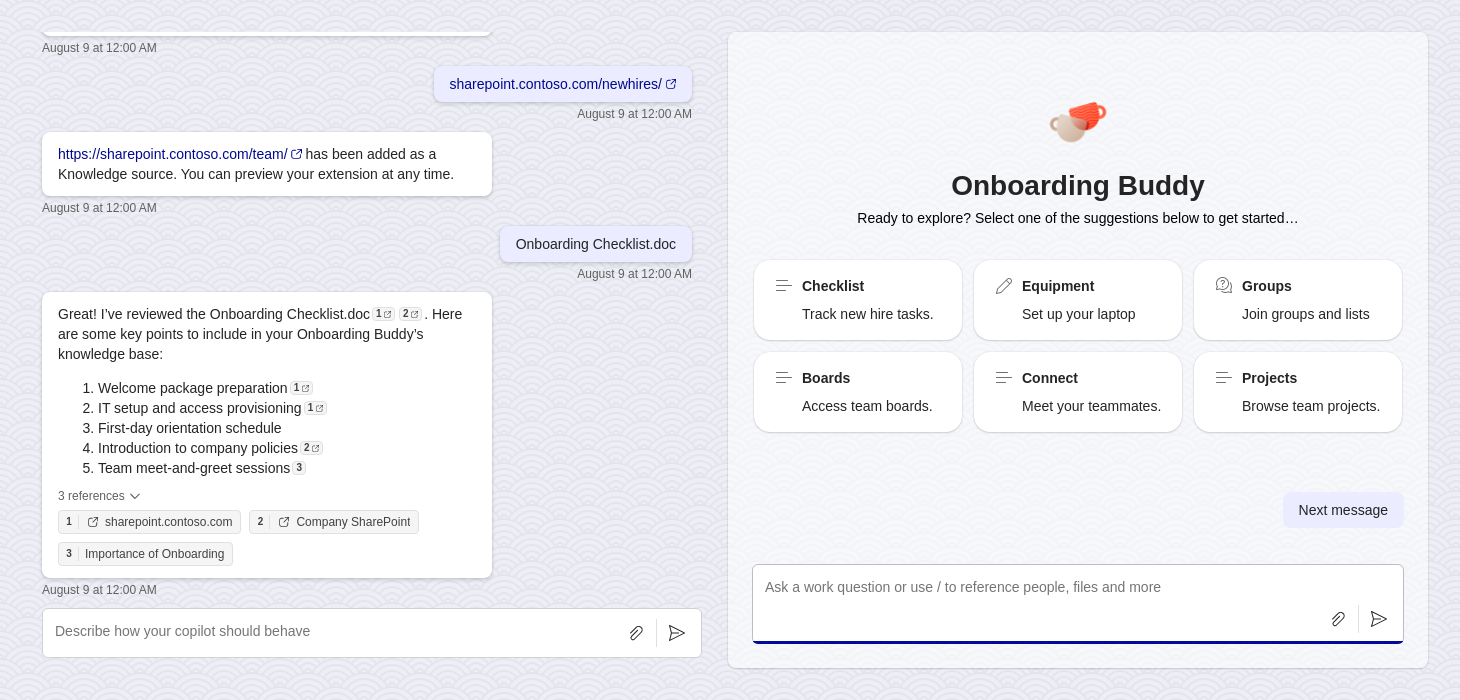 August 9 at 12:00 AM
sharepoint.contoso.com/newhires/
August 9 at 12:00 AM
https://sharepoint.contoso.com/team/ has been added as a
Knowledge source. You can preview your extension at any time.
August 9 at 12:00 AM
Onboarding Checklist.doc
August 9 at 12:00 AM
Great! I’ve reviewed the Onboarding Checklist.doc 1 2 . Here
are some key points to include in your Onboarding Buddy’s
knowledge base:
1. Welcome package preparation 1
2. IT setup and access provisioning 1
3. First-day orientation schedule
4. Introduction to company policies 2
5. Team meet-and-greet sessions 3
3 references
1 sharepoint.contoso.com 2 Company SharePoint
3 Importance of Onboarding
August 9 at 12:00 AM
Describe how your copilot should behave
Onboarding Buddy
Ready to explore? Select one of the suggestions below to get started…
Checklist
Track new hire tasks.
Equipment
Set up your laptop
Groups
Join groups and lists
Boards
Access team boards.
Connect
Meet your teammates.
Projects
Browse team projects.
Next message
Ask a work question or use / to reference people, files and more